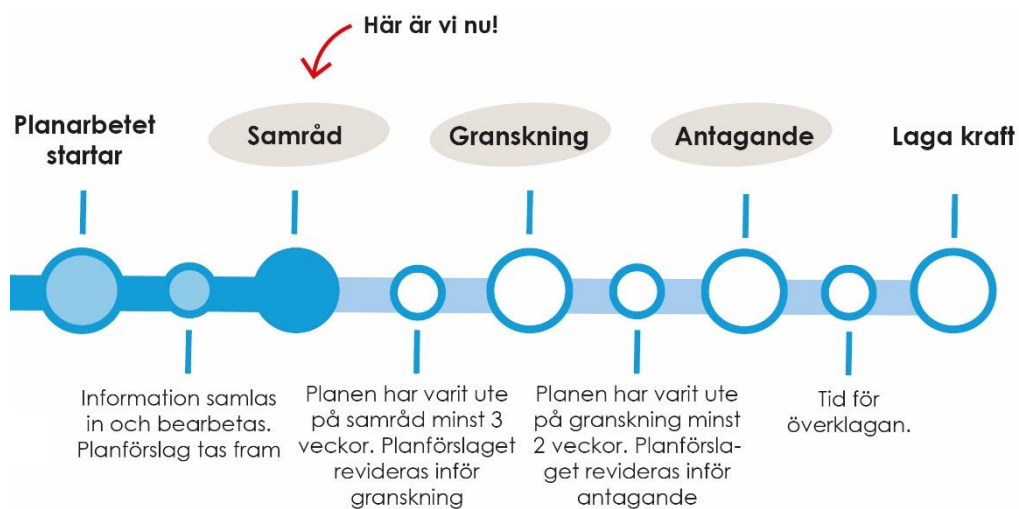 Här är vi nu!
Planarbetet
startar
Samråd
Granskning
Antagande
Laga kraft
Information samlas
in och bearbetas.
Planförslag tas fram
Planen har varit ute
på samråd minst 3
veckor. Planförslaget
revideras inför
granskning
Planen har varit ute
på granskning minst
2 veckor. Planförsla-
get revideras inför
antagande
Tid för
överklagan.